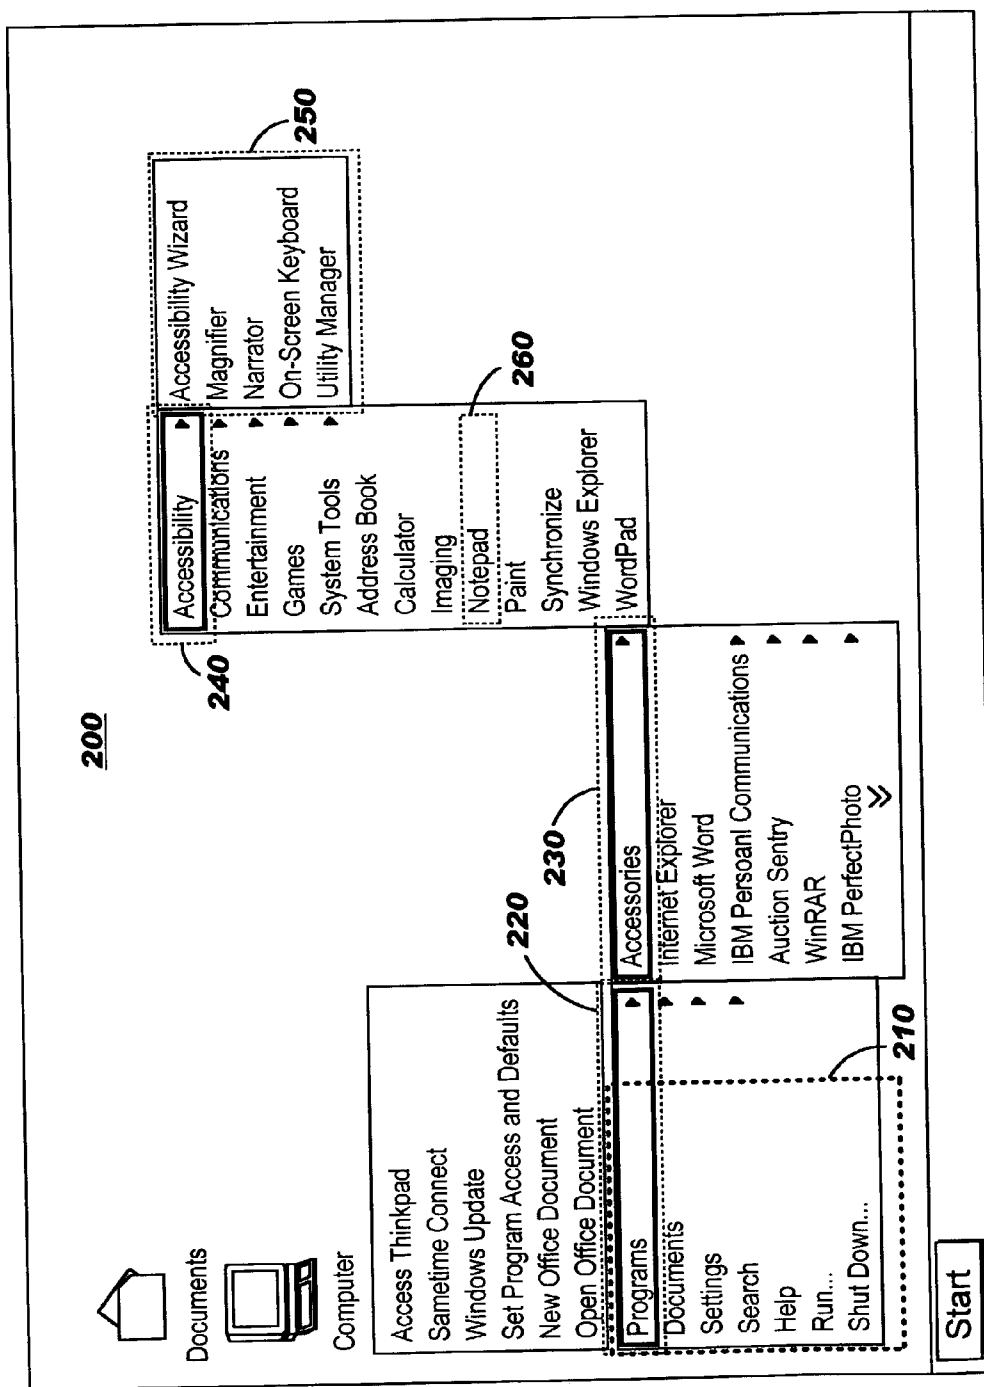 200
Documents
Computer
Access Thinkpad
Sametime Connect
Windows Update
Set Program Access and Defaults
New Office Document
Open Office Document
Programs
Documents
Settings
Search
Help
Run...
Shut Down...
Start
210
220
230
Accessories
Internet Explorer
Microsoft Word
IBM Persoanl Communications
Auction Sentry
WinRAR
IBM PerfectPhoto
240
Accessibility
Communications
Entertainment
Games
System Tools
Address Book
Calculator
Imaging
Notepad
Paint
Synchronize
Windows Explorer
WordPad
250
Accessibility Wizard
Magnifier
Narrator
On-Screen Keyboard
Utility Manager
260